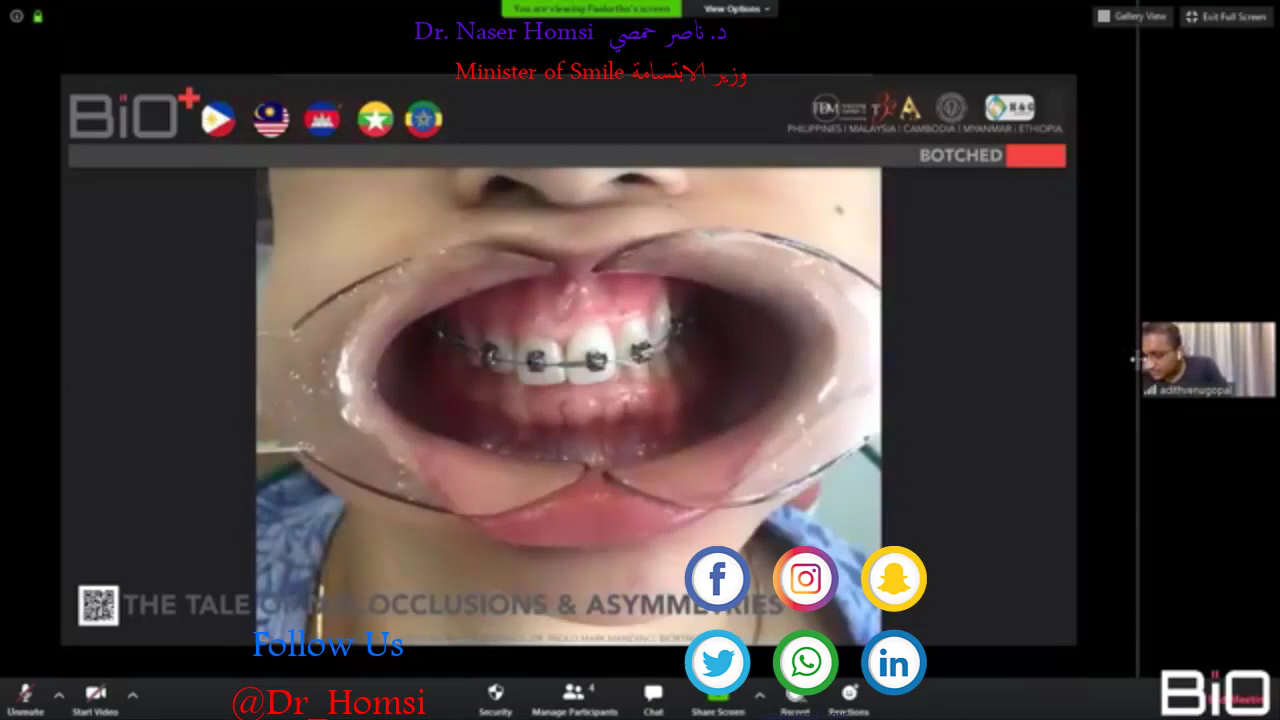 You are viewing Paolortho's screen
View Options
Gallery View
Exit Full Screen
Dr. Naser Homsi د. ناصر حمصي
Minister of Smile وزير الابتسامة
BiO+
K&G
PHILIPPINES | MALAYSIA | CAMBODIA | MYANMAR | ETHIOPIA
BOTCHED
adithvenugopal
THE TALE OF MALOCCLUSIONS & ASYMMETRIES
Follow Us
@Dr_Homsi
Unmute
Start Video
Security
Manage Participants
4
Chat
Share Screen
Record
Reactions
BiO